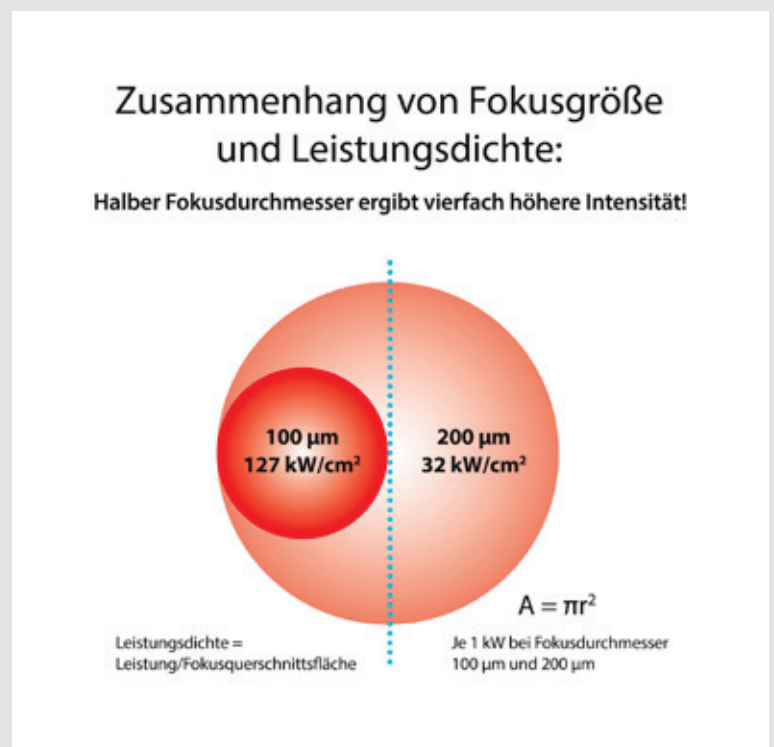 Zusammenhang von Fokusgröße
und Leistungsdichte:
Halber Fokusdurchmesser ergibt vierfach höhere Intensität!
100 µm
127 kW/cm²
200 µm
32 kW/cm²
A = πr²
Leistungsdichte =
Leistung/Fokusquerschnittsfläche
Je 1 kW bei Fokusdurchmesser
100 µm und 200 µm